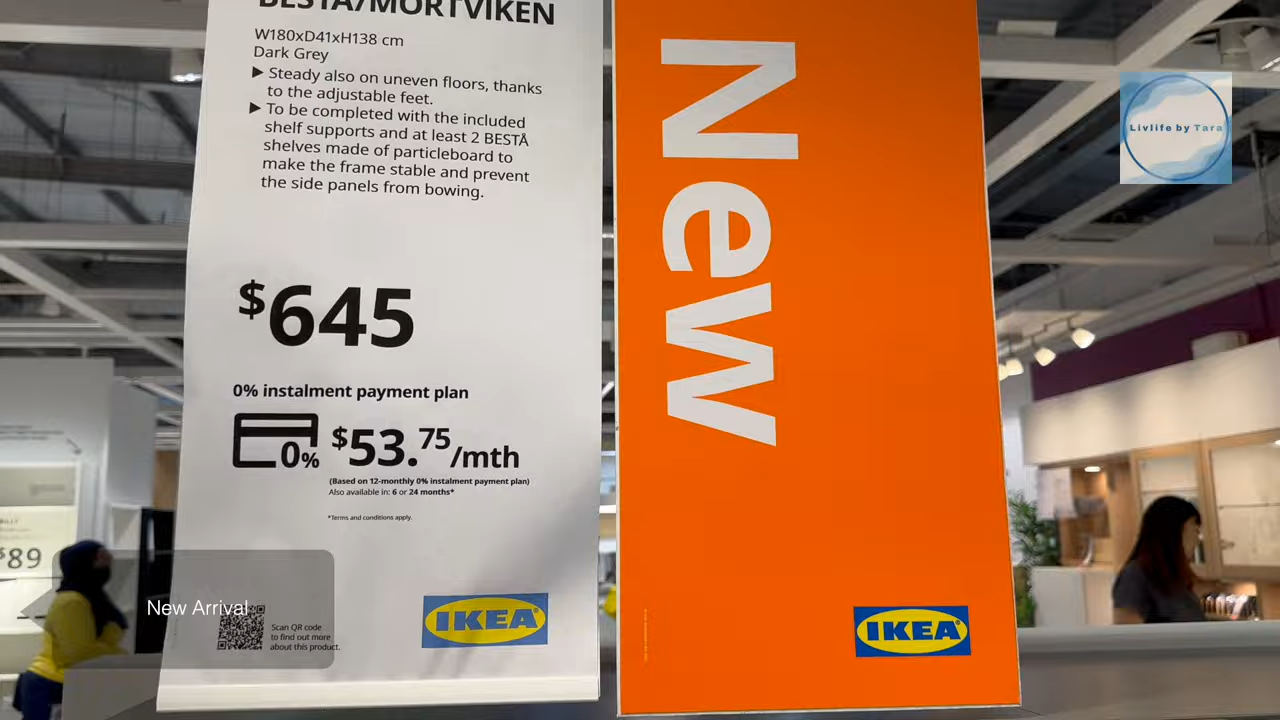 BESTÅ/MÖRTVIKEN
W180xD41xH138 cm
Dark Grey
▶ Steady also on uneven floors, thanks
to the adjustable feet.
▶ To be completed with the included
shelf supports and at least 2 BESTÅ
shelves made of particleboard to
make the frame stable and prevent
the side panels from bowing.
$645
0% instalment payment plan
0% $53.75/mth
(Based on 12-monthly 0% instalment payment plan)
Also available in: 6 or 24 months*
*Terms and conditions apply.
Scan QR code
to find out more
about this product.
IKEA
New
IKEA
$89
New Arrival
Livlife by Tara